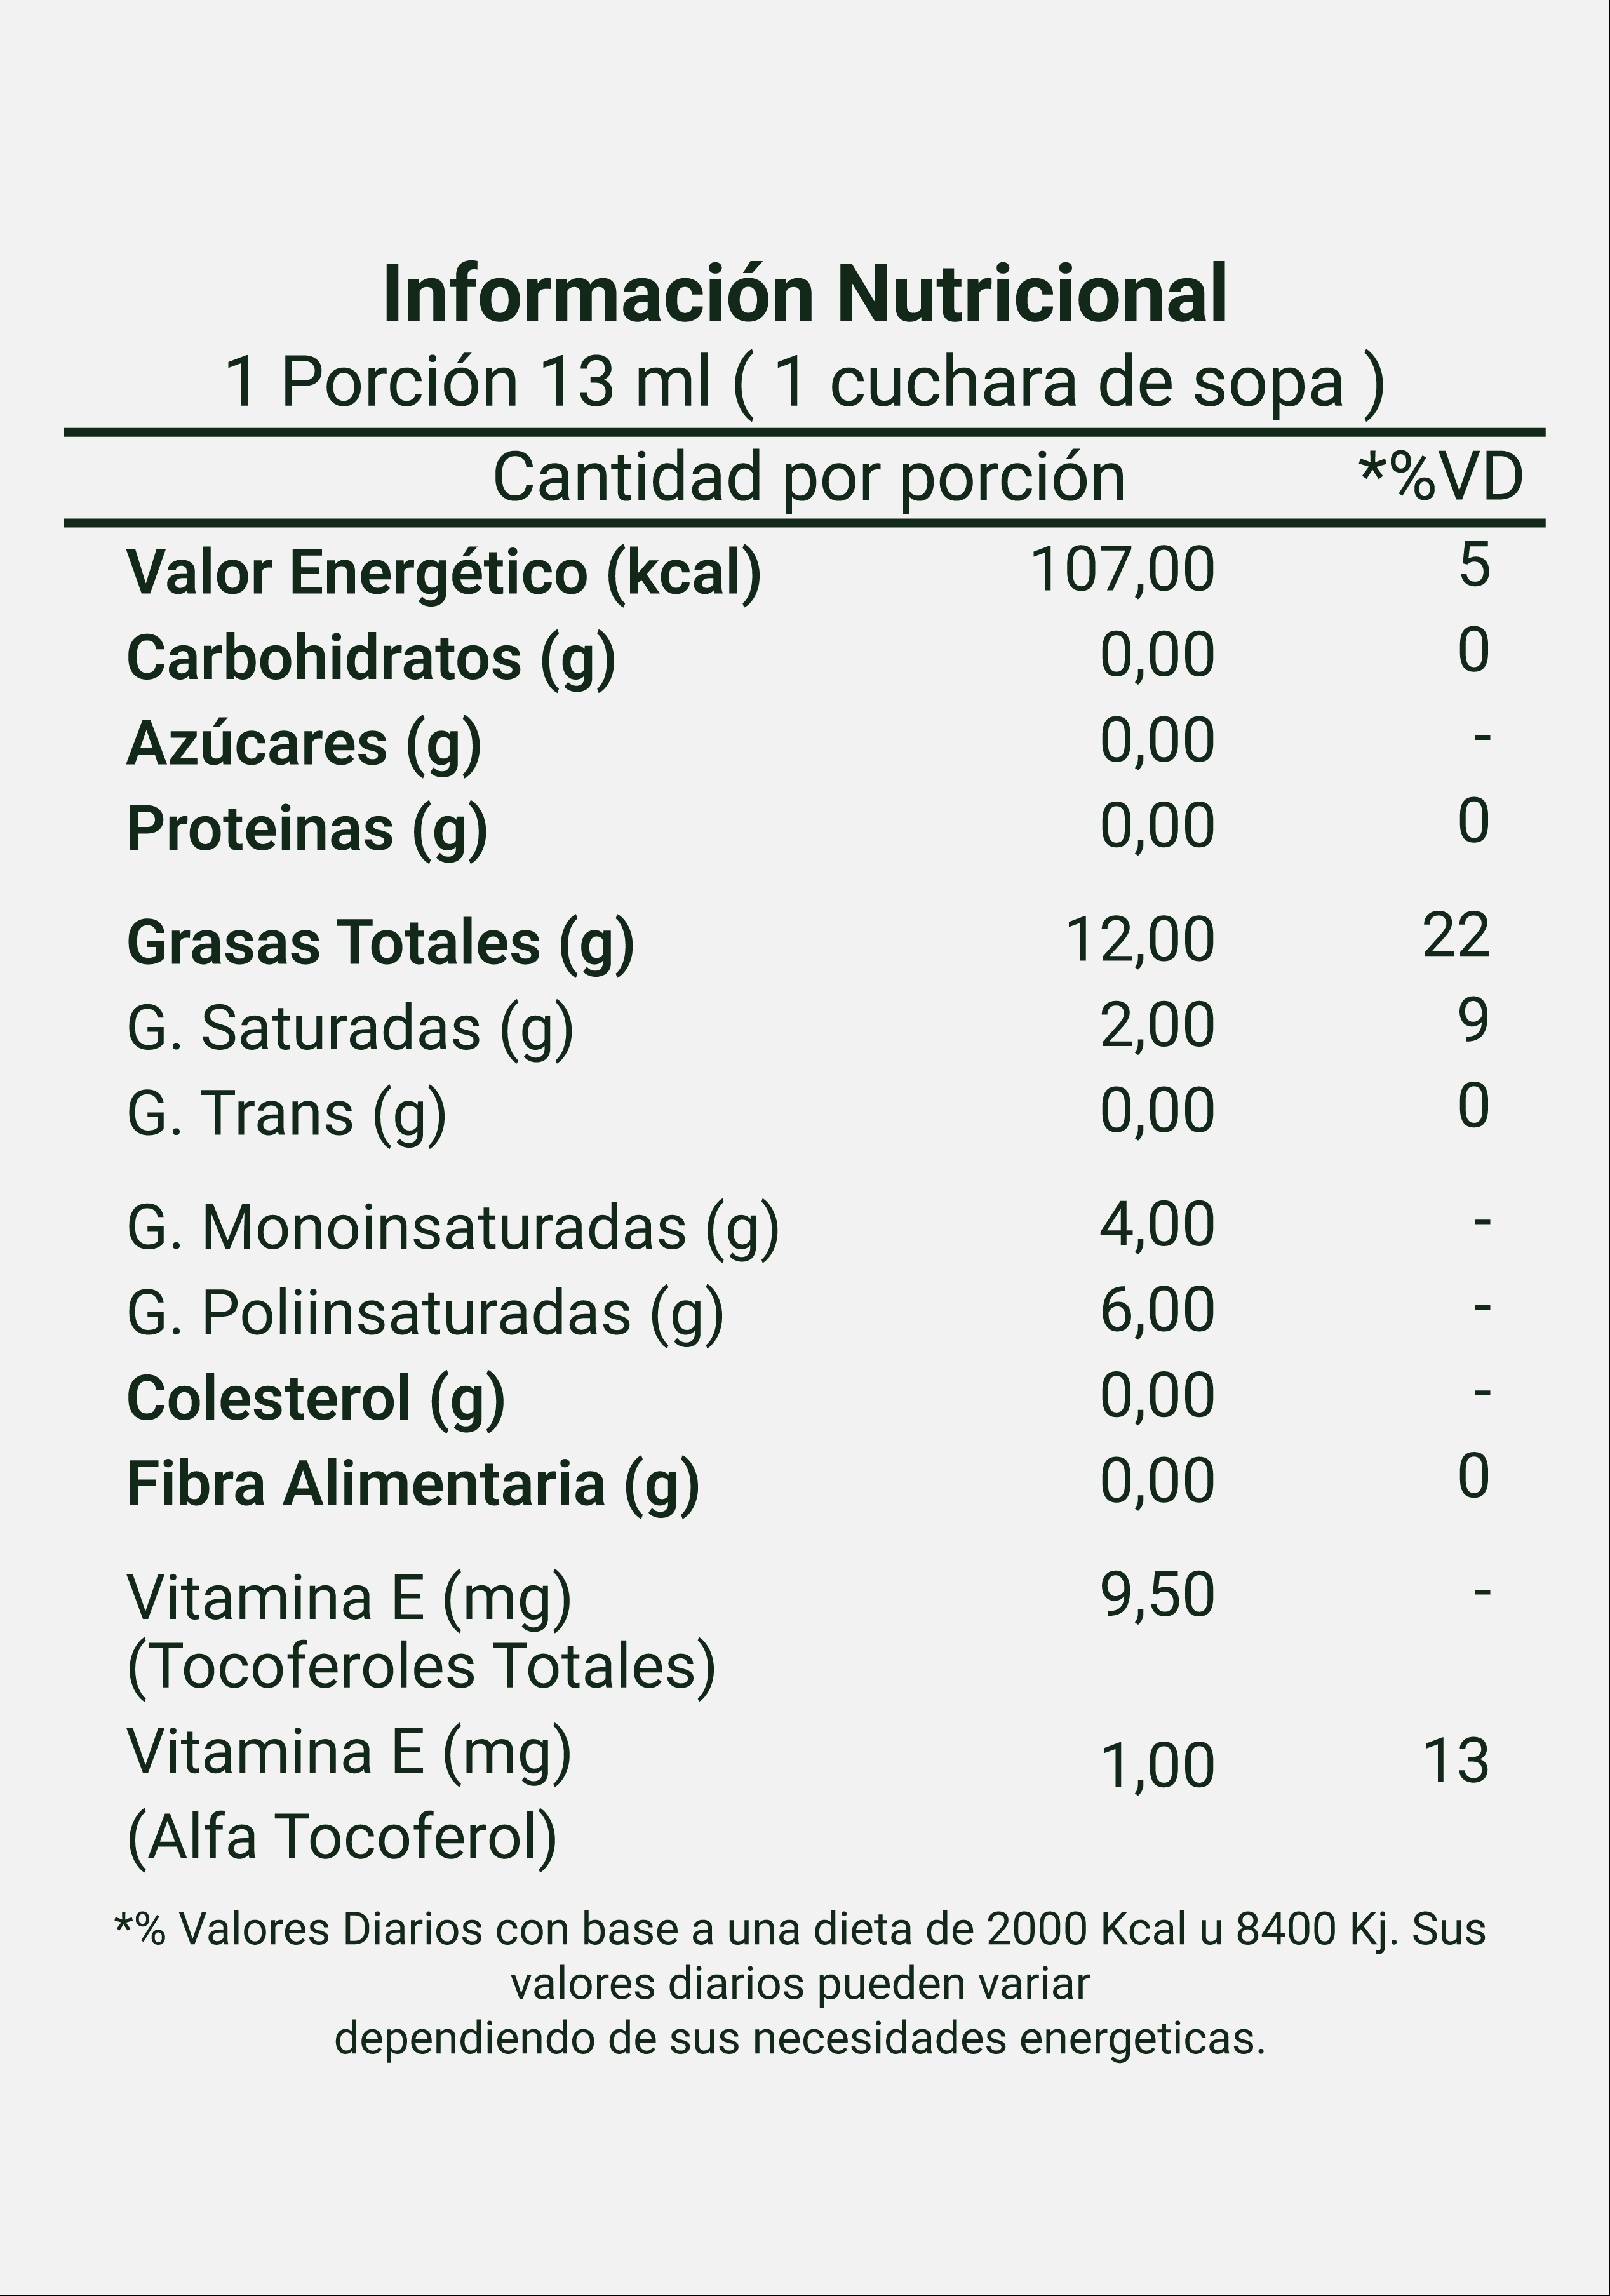 Información Nutricional
1 Porción 13 ml ( 1 cuchara de sopa )
Cantidad por porción *%VD
Valor Energético (kcal) 107,00 5
Carbohidratos (g) 0,00 0
Azúcares (g) 0,00 -
Proteinas (g) 0,00 0
Grasas Totales (g) 12,00 22
G. Saturadas (g) 2,00 9
G. Trans (g) 0,00 0
G. Monoinsaturadas (g) 4,00 -
G. Poliinsaturadas (g) 6,00 -
Colesterol (g) 0,00 -
Fibra Alimentaria (g) 0,00 0
Vitamina E (mg) 9,50 -
(Tocoferoles Totales)
Vitamina E (mg) 1,00 13
(Alfa Tocoferol)
*% Valores Diarios con base a una dieta de 2000 Kcal u 8400 Kj. Sus
valores diarios pueden variar
dependiendo de sus necesidades energeticas.